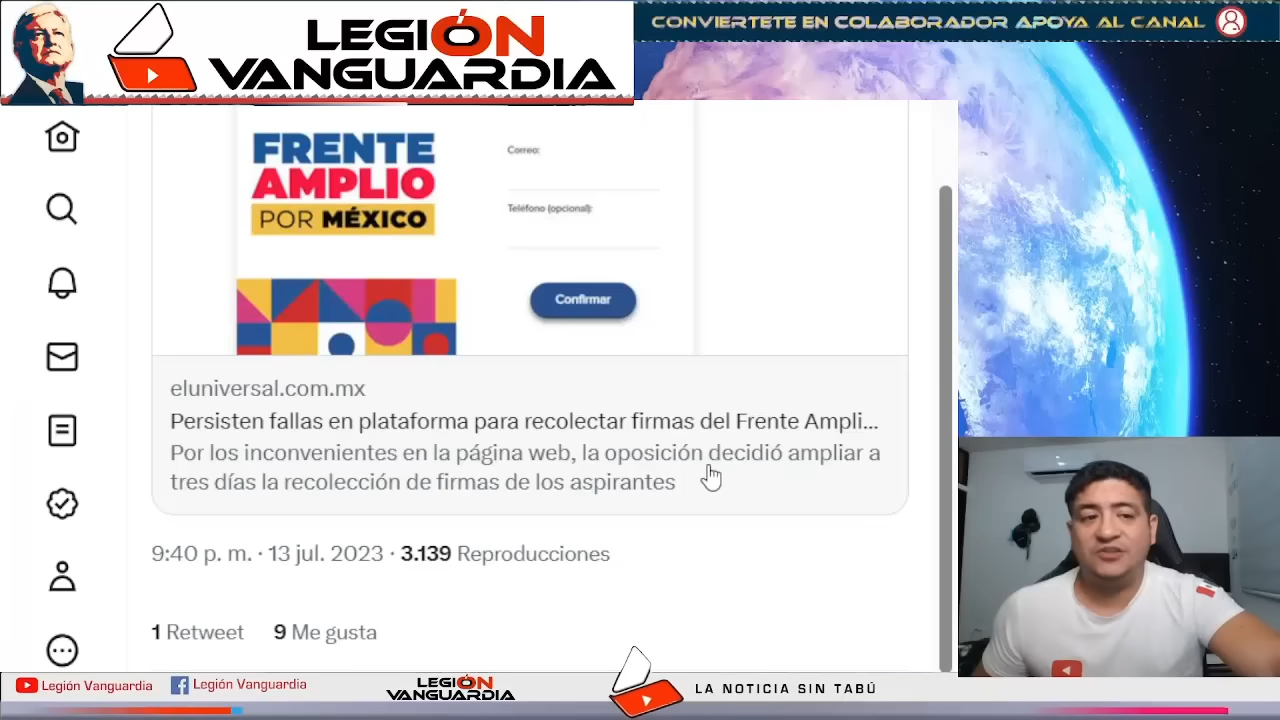 LEGIÓN
VANGUARDIA
CONVIERTETE EN COLABORADOR APOYA AL CANAL
FRENTE
AMPLIO
POR MÉXICO
Correo:
Teléfono (opcional):
Confirmar
eluniversal.com.mx
Persisten fallas en plataforma para recolectar firmas del Frente Ampli...
Por los inconvenientes en la página web, la oposición decidió ampliar a
tres días la recolección de firmas de los aspirantes
9:40 p. m. · 13 jul. 2023 · 3.139 Reproducciones
1 Retweet 9 Me gusta
Legión Vanguardia Legión Vanguardia
LEGIÓN
VANGUARDIA
LA NOTICIA SIN TABÚ